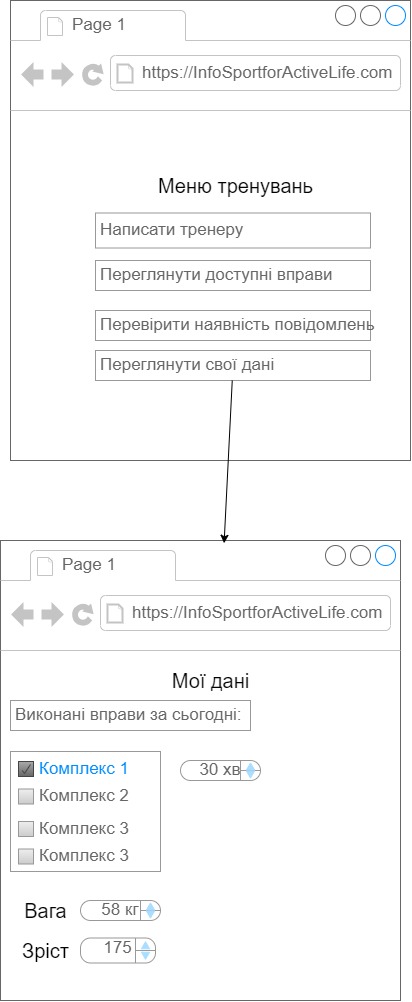 Page 1
https://InfoSportforActiveLife.com
Меню тренувань
Написати тренеру
Переглянути доступні вправи
Перевірити наявність повідомлень
Переглянути свої дані
Page 1
https://InfoSportforActiveLife.com
Мої дані
Виконані вправи за сьогодні:
Комплекс 1
30 хв
Комплекс 2
Комплекс 3
Комплекс 3
Вага 58 кг
Зріст 175